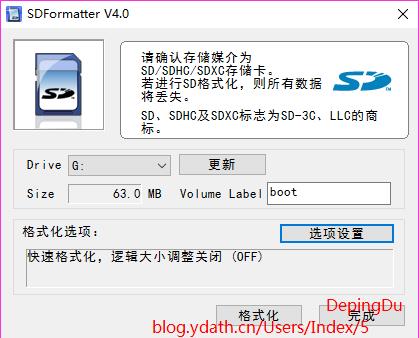 SDFormatter V4.0
请确认存储媒介为
SD/SDHC/SDXC存储卡。
若进行SD格式化,则所有数据
将丢失。
SD、SDHC及SDXC标志为SD-3C、LLC的商
标。
SD
SD
TM
Drive G: 更新
Size 63.0 MB Volume Label boot
格式化选项:
选项设置
快速格式化,逻辑大小调整关闭 (OFF)
格式化 完成
DepingDu
blog.ydath.cn/Users/Index/5